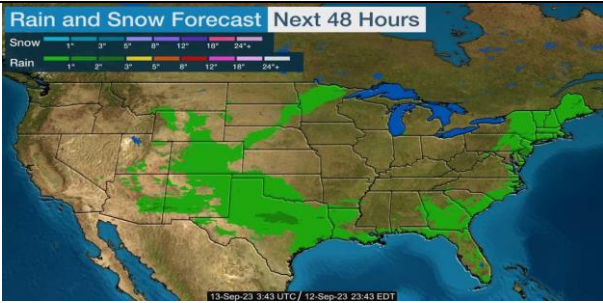 Rain and Snow Forecast Next 48 Hours
Snow 1" 3" 5" 8" 12" 18" 24"+
Rain 1" 2" 3" 5" 8" 12" 18" 24"+
13-Sep-23 3:43 UTC / 12-Sep-23 23:43 EDT